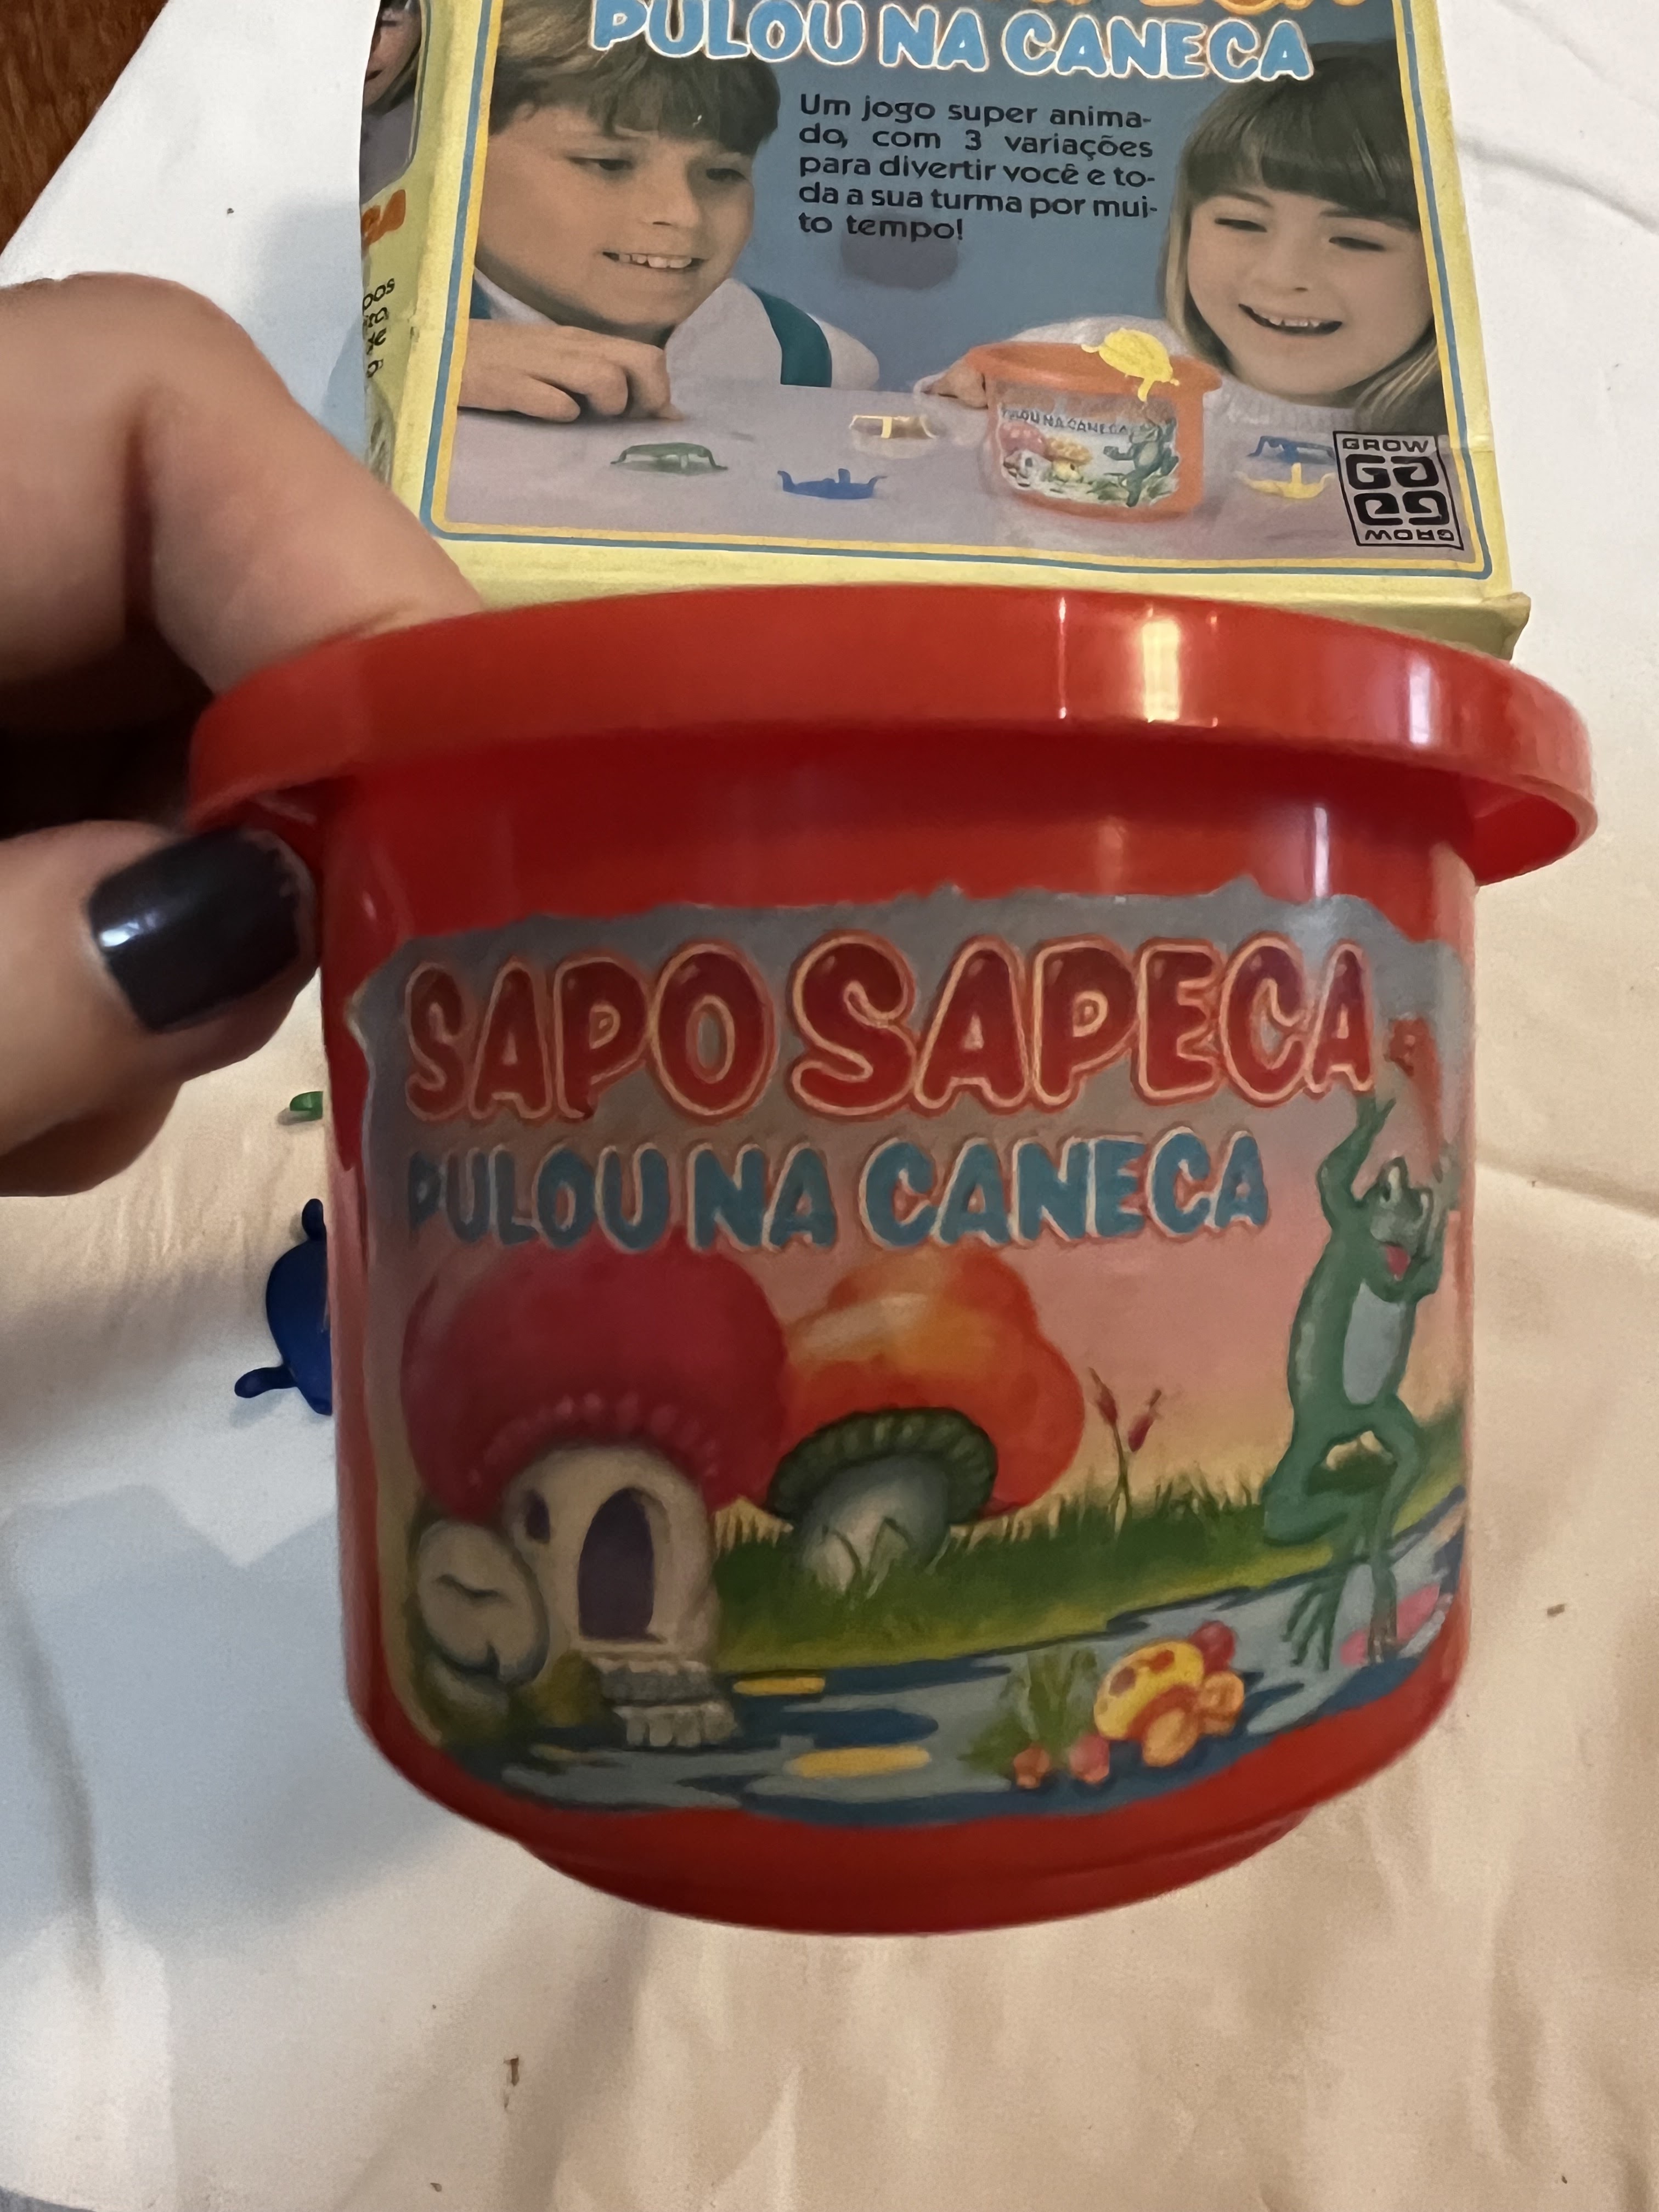 PULOU NA CANECA
Um jogo super anima-
do, com 3 variações
para divertir você e to-
da a sua turma por mui-
to tempo!
PULOU NA CANECA
GROW
GROW
SAPO SAPECA
PULOU NA CANECA